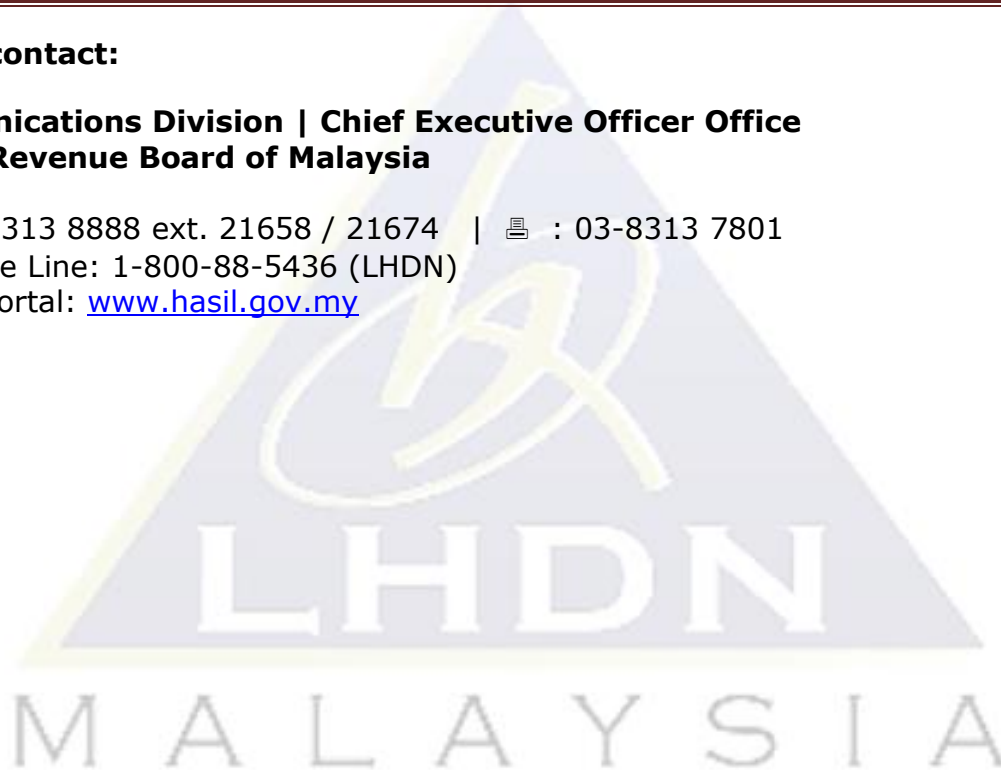 contact:
nications Division | Chief Executive Officer Office
Revenue Board of Malaysia
313 8888 ext. 21658 / 21674 | 🖷 : 03-8313 7801
e Line: 1-800-88-5436 (LHDN)
ortal: www.hasil.gov.my
LHDN
MALAYSIA